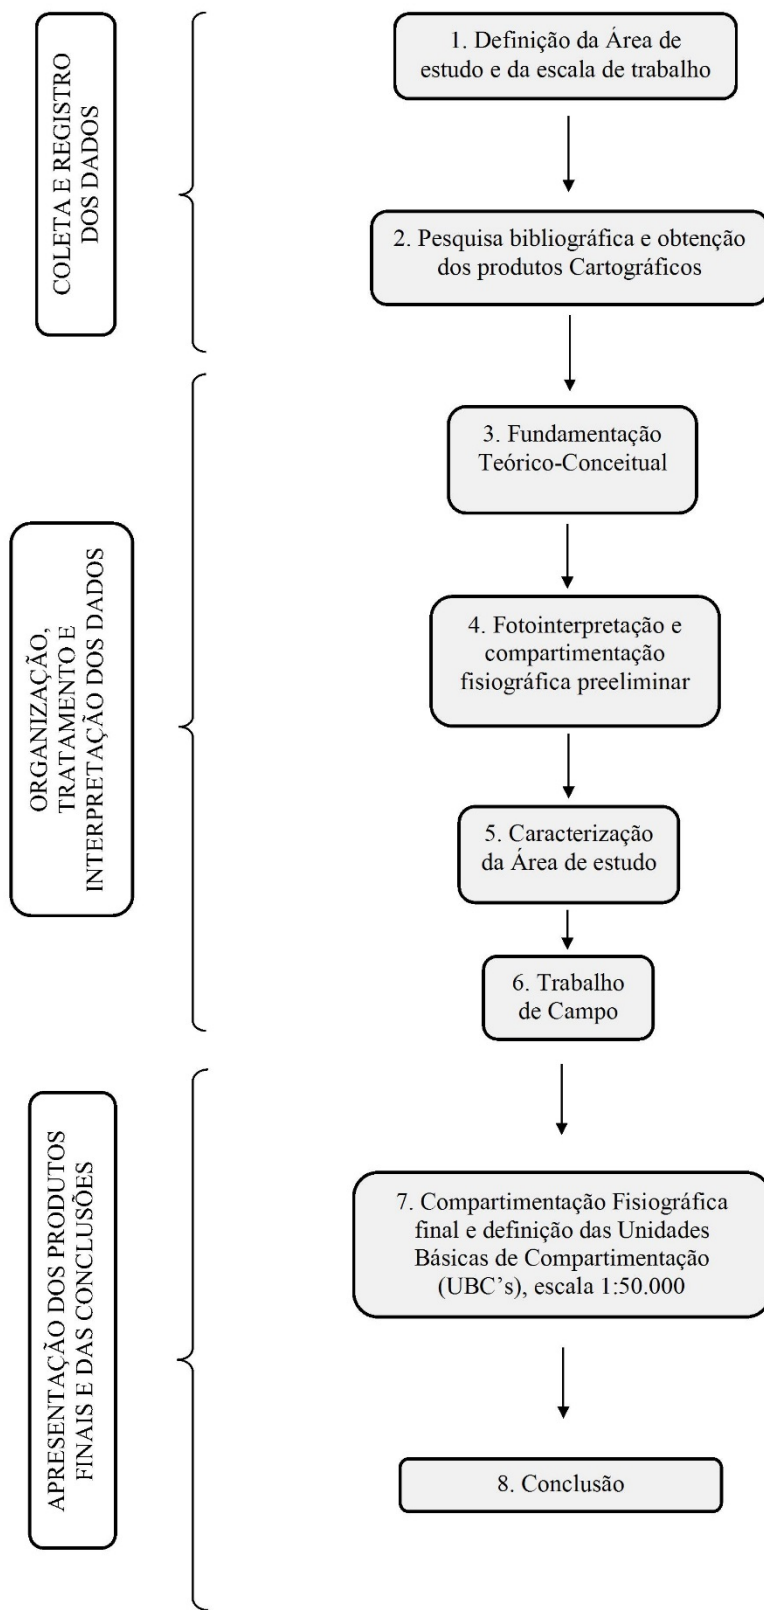 COLETA E REGISTRO
DOS DADOS
1. Definição da Área de
estudo e da escala de trabalho
2. Pesquisa bibliográfica e obtenção
dos produtos Cartográficos
ORGANIZAÇÃO,
TRATAMENTO E
INTERPRETAÇÃO DOS DADOS
3. Fundamentação
Teórico-Conceitual
4. Fotointerpretação e
compartimentação
fisiográfica preeliminar
5. Caracterização
da Área de estudo
6. Trabalho
de Campo
APRESENTAÇÃO DOS PRODUTOS
FINAIS E DAS CONCLUSÕES
7. Compartimentação Fisiográfica
final e definição das Unidades
Básicas de Compartimentação
(UBC’s), escala 1:50.000
8. Conclusão